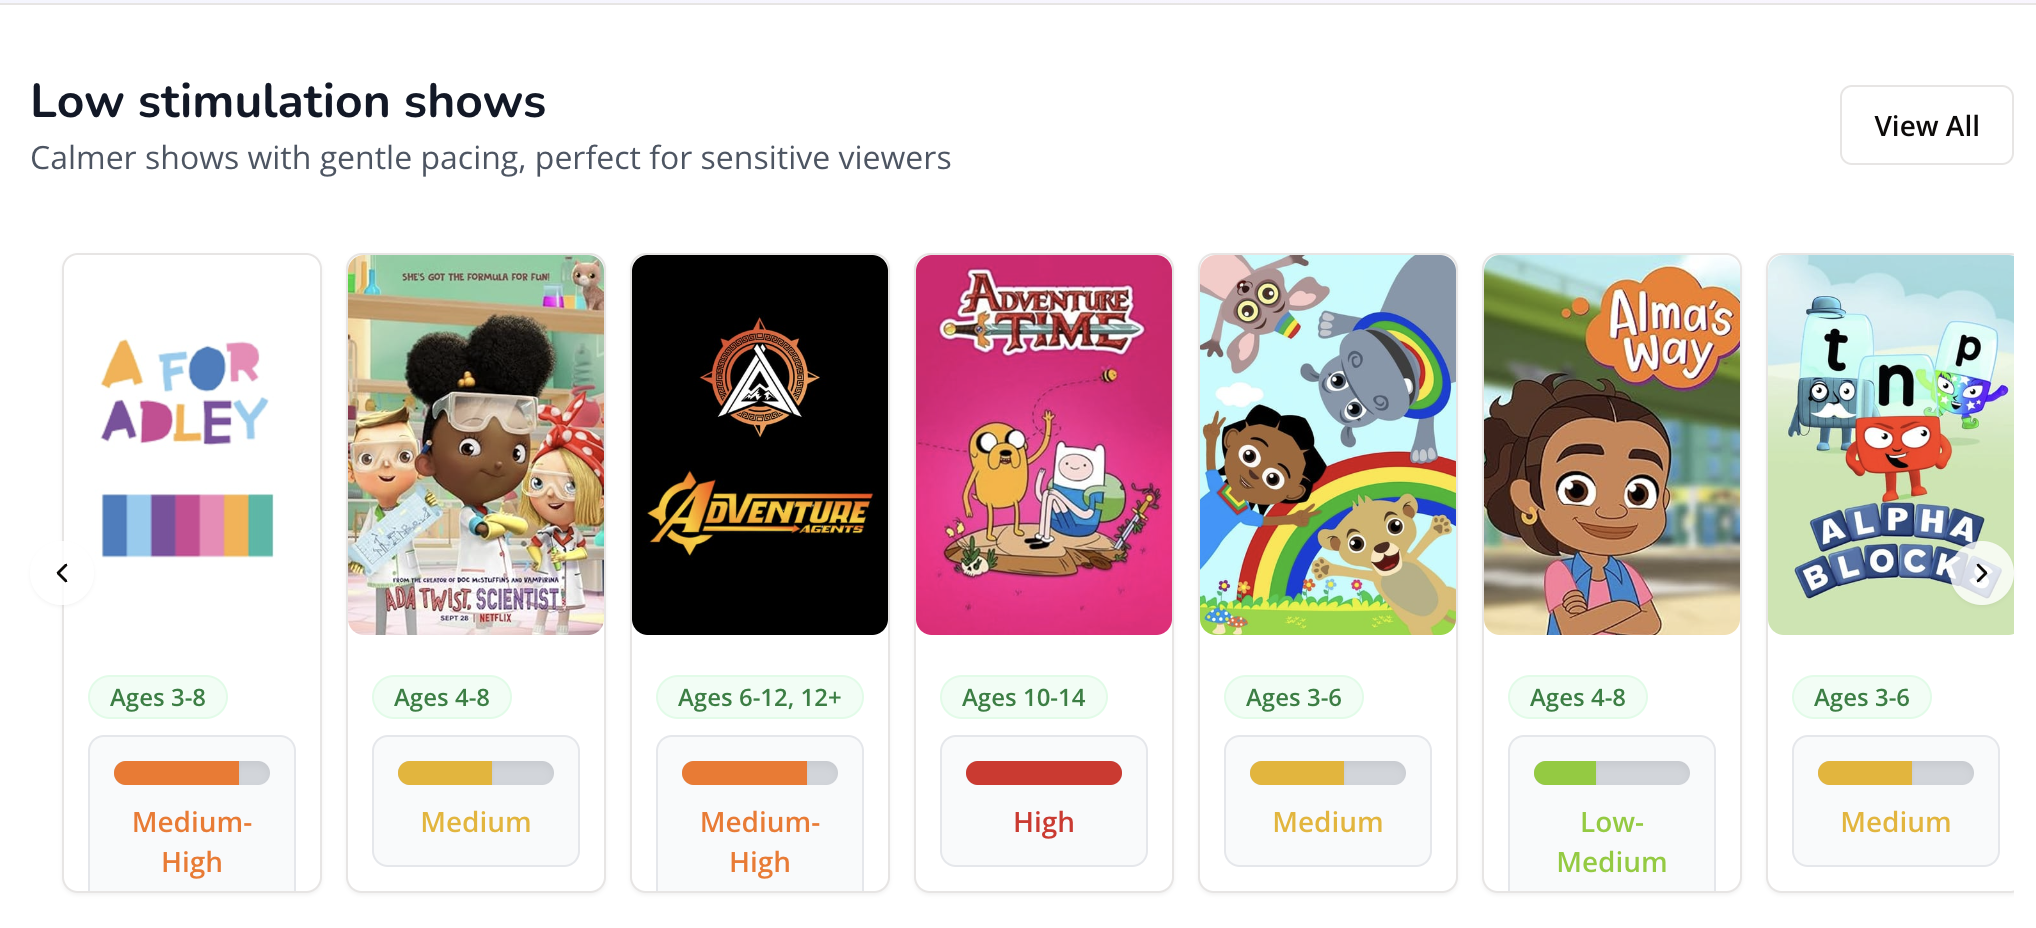 Low stimulation shows
Calmer shows with gentle pacing, perfect for sensitive viewers
View All
A FOR
ADLEY
Ages 3-8
Medium-
High
SHE'S GOT THE FORMULA FOR FUN!
FROM THE CREATOR OF DOC McSTUFFINS AND VAMPIRINA
ADA TWIST, SCIENTIST
SEPT 28 | NETFLIX
Ages 4-8
Medium
ADVENTURE
AGENTS
Ages 6-12, 12+
Medium-
High
ADVENTURE
TIME
Ages 10-14
High
Ages 3-6
Medium
Alma's
Way
Ages 4-8
Low-
Medium
t
n
p
ALPHA
BLOCKS
Ages 3-6
Medium